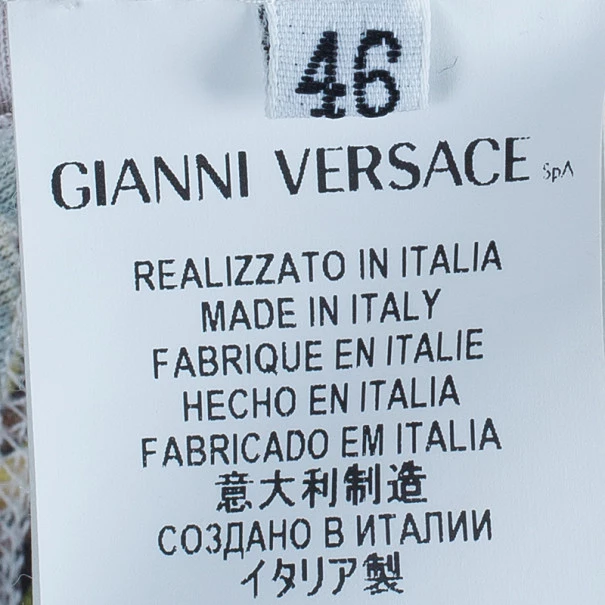 46
GIANNI VERSACE SpA
REALIZZATO IN ITALIA
MADE IN ITALY
FABRIQUE EN ITALIE
HECHO EN ITALIA
FABRICADO EM ITALIA
意大利制造
СОЗДАНО В ИТАЛИИ
イタリア製